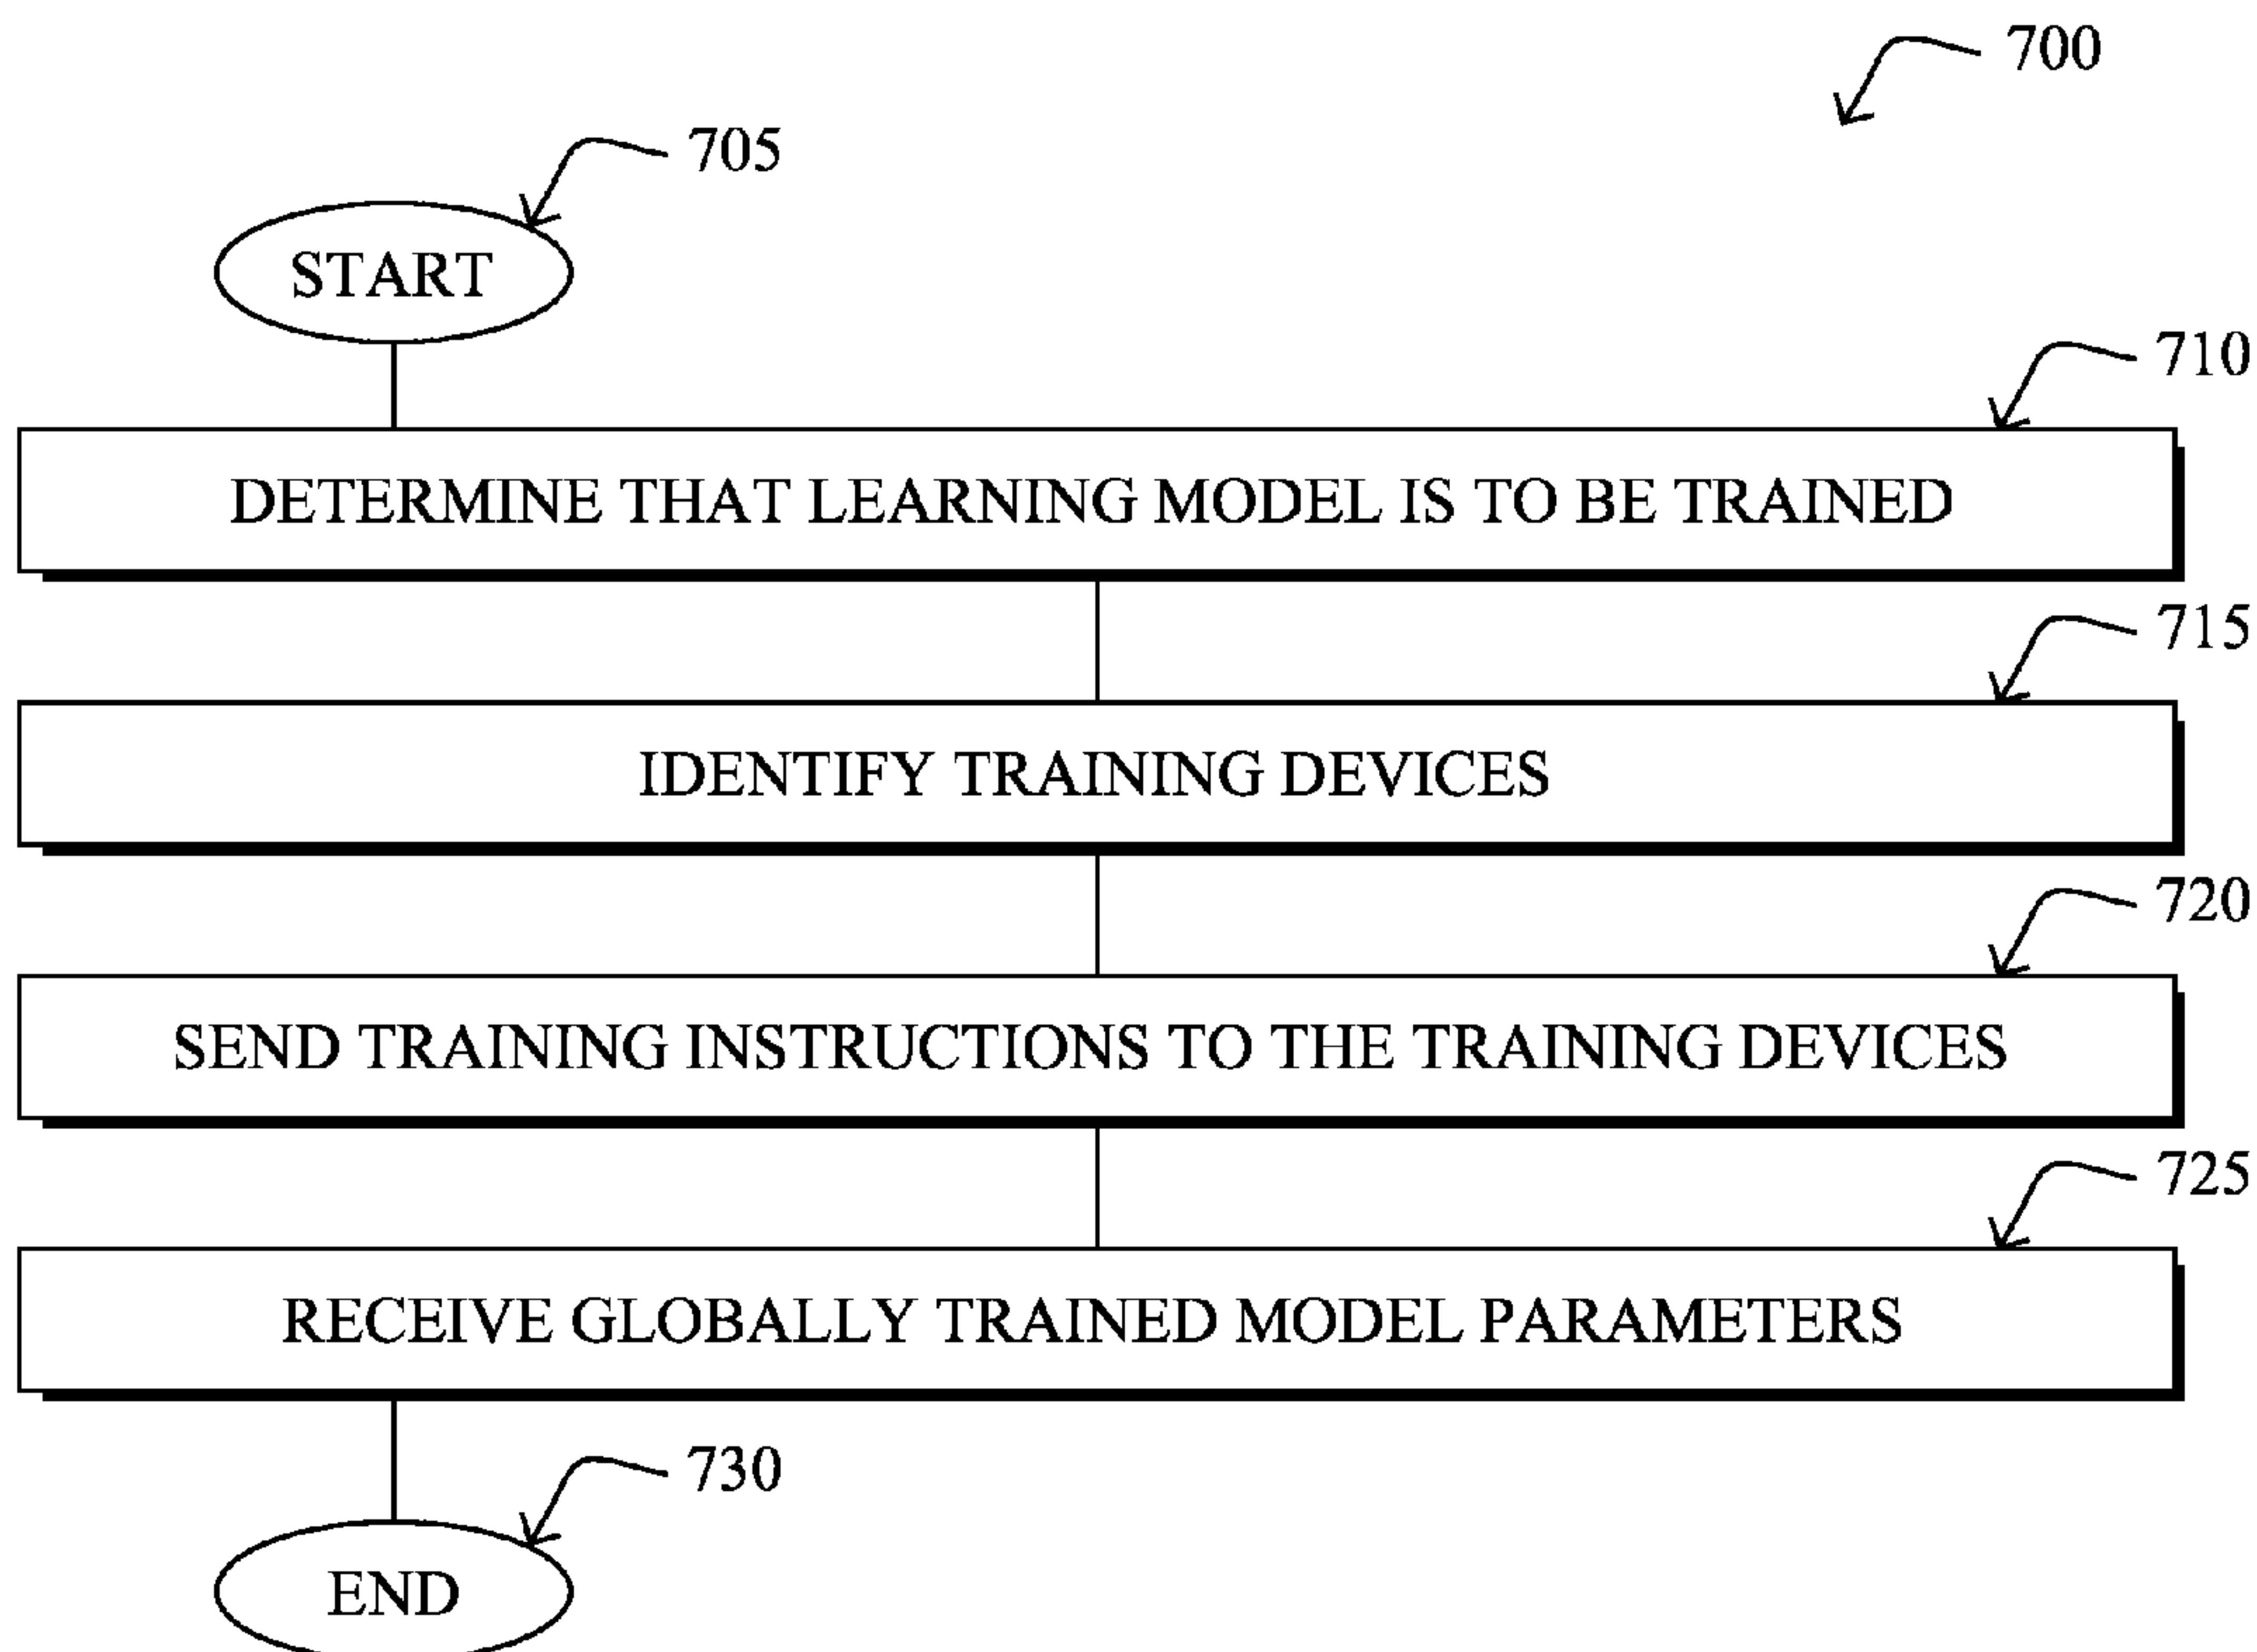 700
705
START
710
DETERMINE THAT LEARNING MODEL IS TO BE TRAINED
715
IDENTIFY TRAINING DEVICES
720
SEND TRAINING INSTRUCTIONS TO THE TRAINING DEVICES
725
RECEIVE GLOBALLY TRAINED MODEL PARAMETERS
730
END